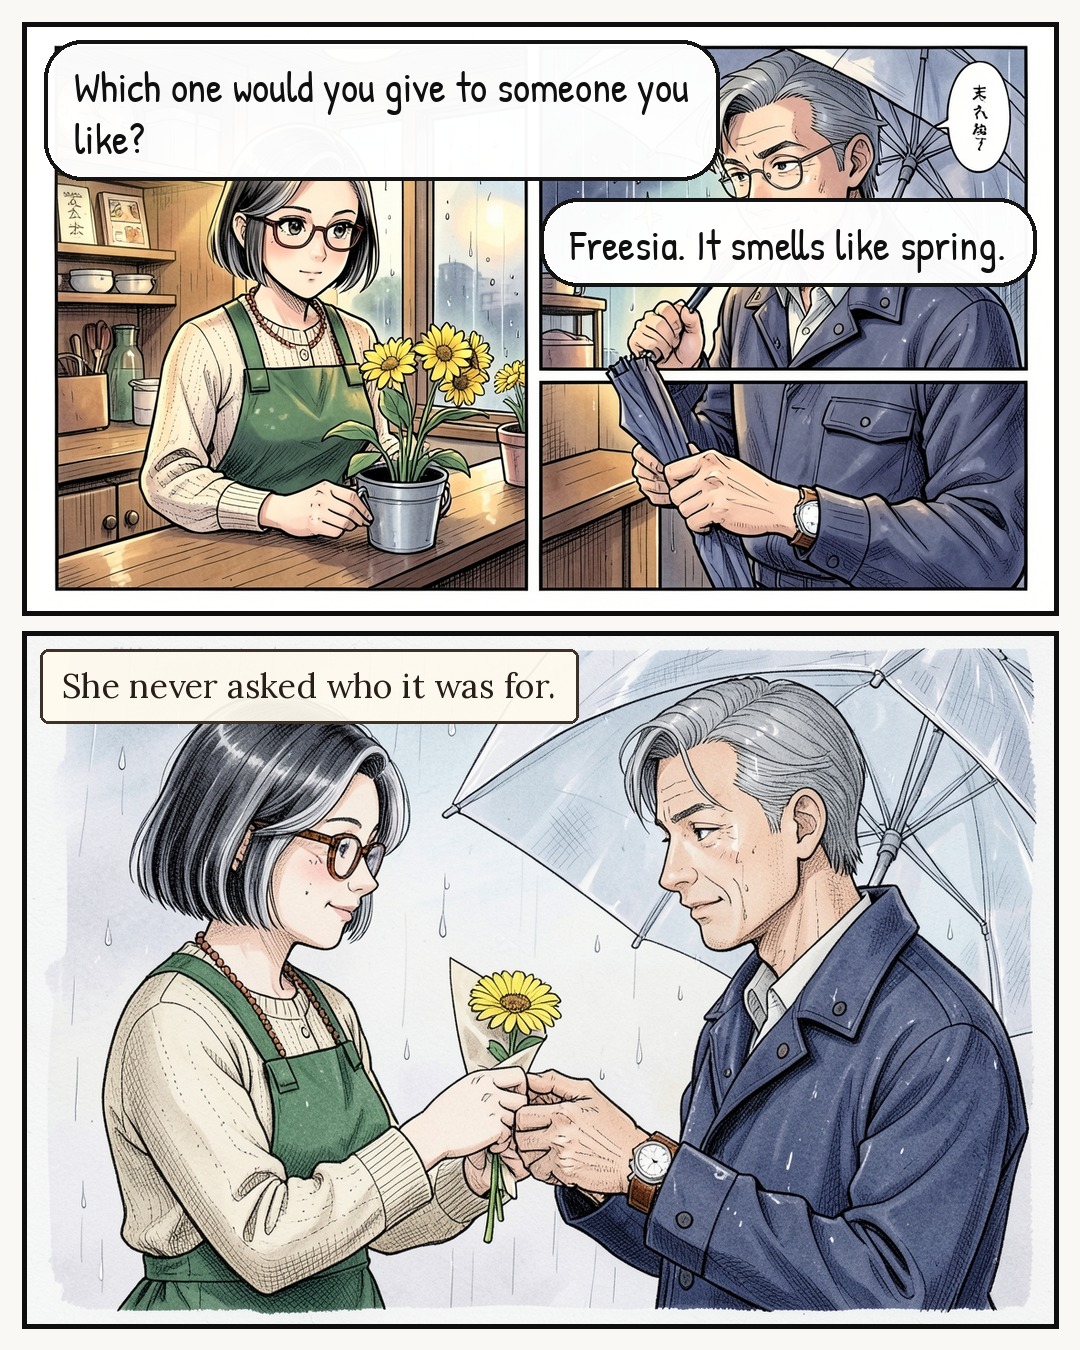 Which one would you give to someone you
like?
Freesia. It smells like spring.
She never asked who it was for.